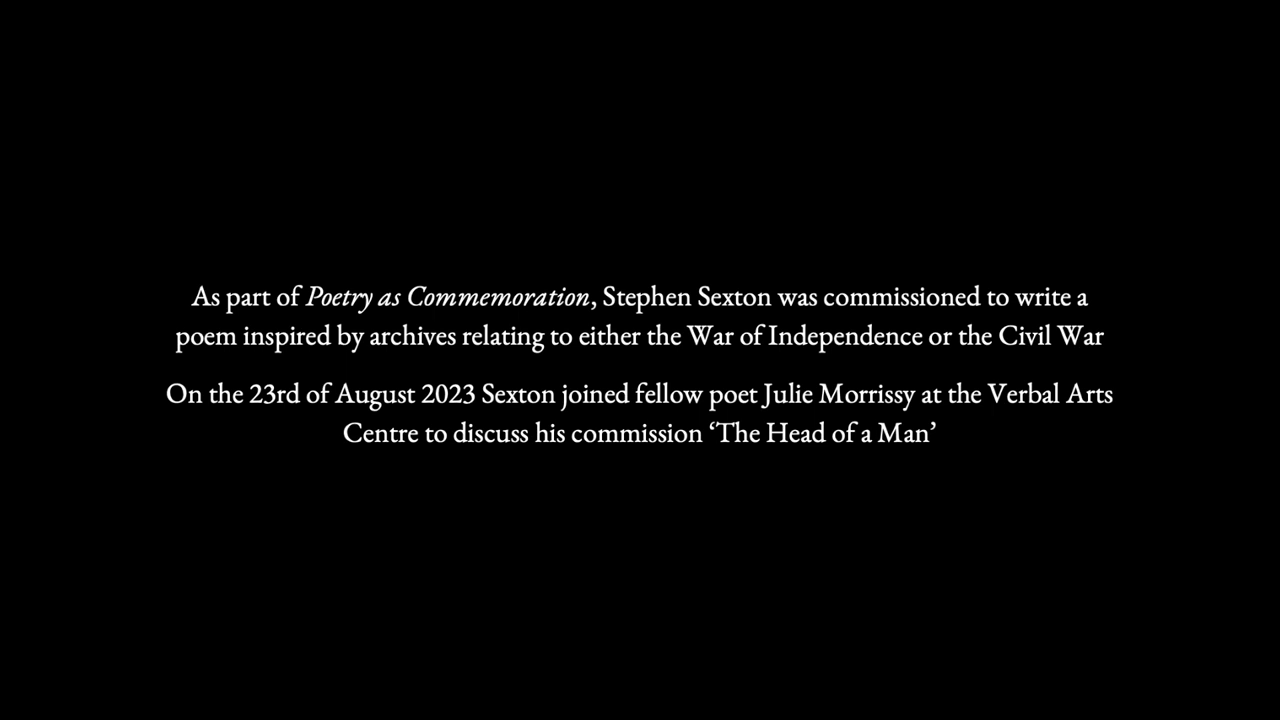 As part of Poetry as Commemoration, Stephen Sexton was commissioned to write a
poem inspired by archives relating to either the War of Independence or the Civil War
On the 23rd of August 2023 Sexton joined fellow poet Julie Morrissy at the Verbal Arts
Centre to discuss his commission ‘The Head of a Man’